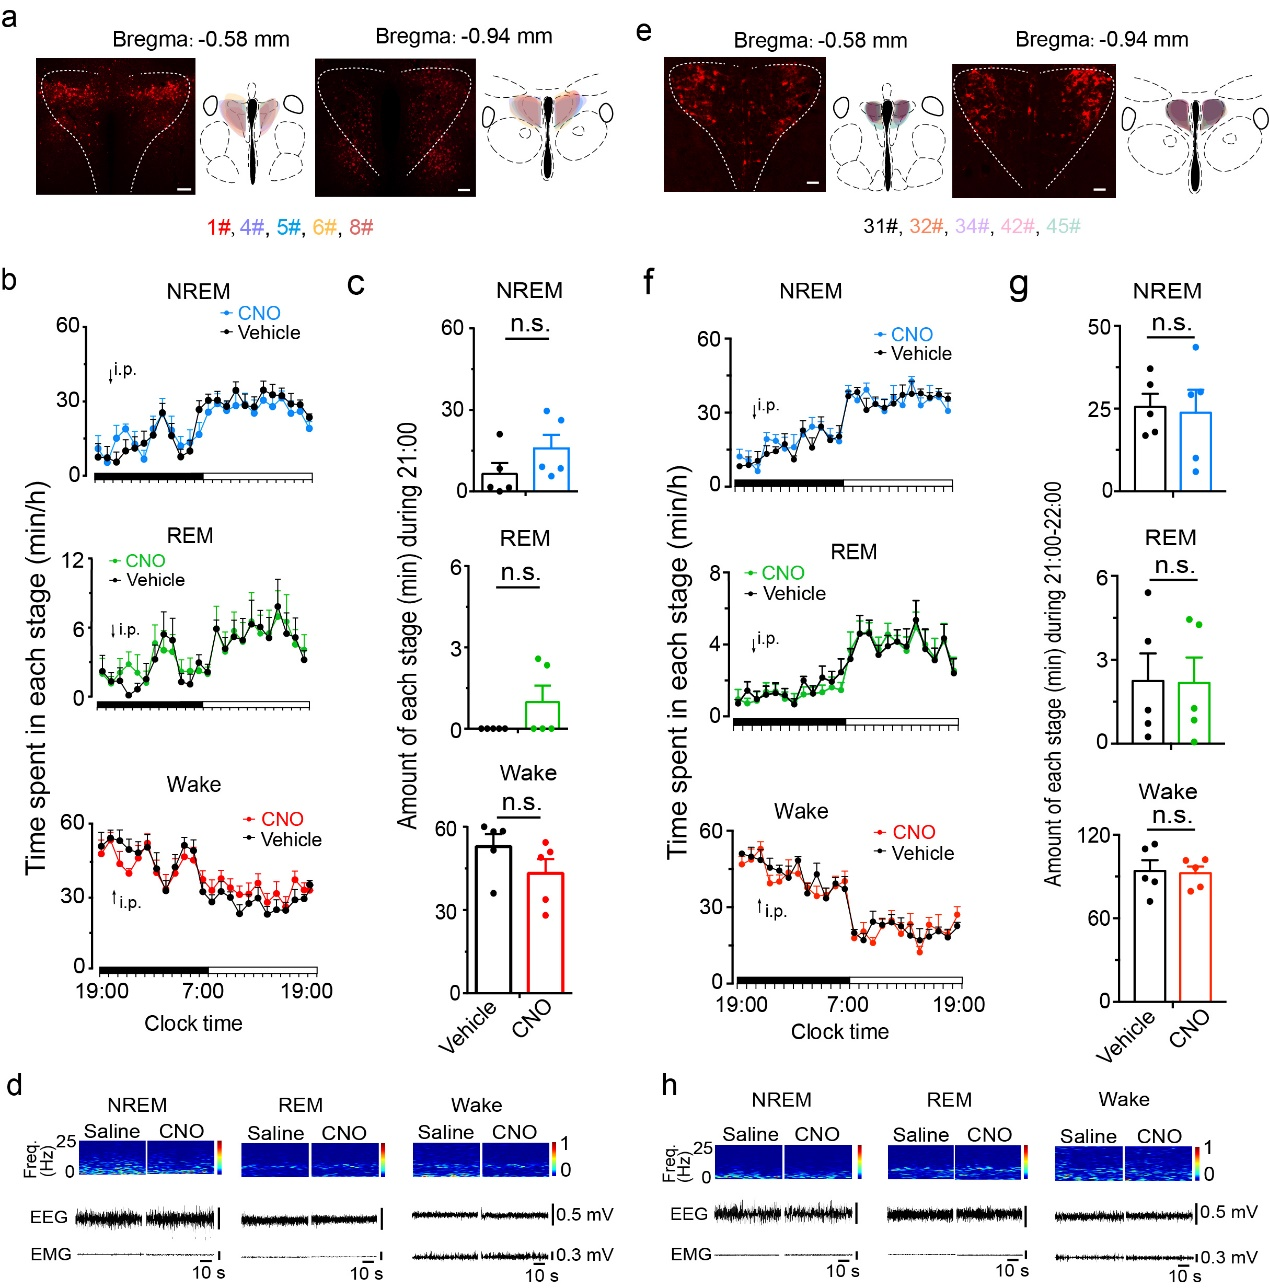 a
Bregma: -0.58 mm
Bregma: -0.94 mm
1#, 4#, 5#, 6#, 8#
e
Bregma: -0.58 mm
Bregma: -0.94 mm
31#, 32#, 34#, 42#, 45#
b
Time spent in each stage (min/h)
NREM
CNO
Vehicle
60
30
0
i.p.
REM
CNO
Vehicle
12
6
0
i.p.
Wake
CNO
Vehicle
60
30
0
i.p.
19:00
7:00
19:00
Clock time
c
Amount of each stage (min) during 21:00
NREM
n.s.
60
30
0
REM
n.s.
6
3
0
Wake
n.s.
60
30
0
Vehicle
CNO
f
Time spent in each stage (min/h)
NREM
CNO
Vehicle
60
30
0
i.p.
REM
CNO
Vehicle
8
4
0
i.p.
Wake
CNO
Vehicle
60
30
0
i.p.
19:00
7:00
19:00
Clock time
g
Amount of each stage (min) during 21:00-22:00
NREM
n.s.
50
25
0
REM
n.s.
6
3
0
Wake
n.s.
120
60
0
Vehicle
CNO
d
NREM
REM
Wake
Saline
CNO
Saline
CNO
Saline
CNO
Freq.
(Hz)
25
0
1
0
EEG
0.5 mV
EMG
0.3 mV
10 s
10 s
10 s
h
NREM
REM
Wake
Saline
CNO
Saline
CNO
Saline
CNO
Freq.
(Hz)
25
0
1
0
EEG
0.5 mV
EMG
0.3 mV
10 s
10 s
10 s